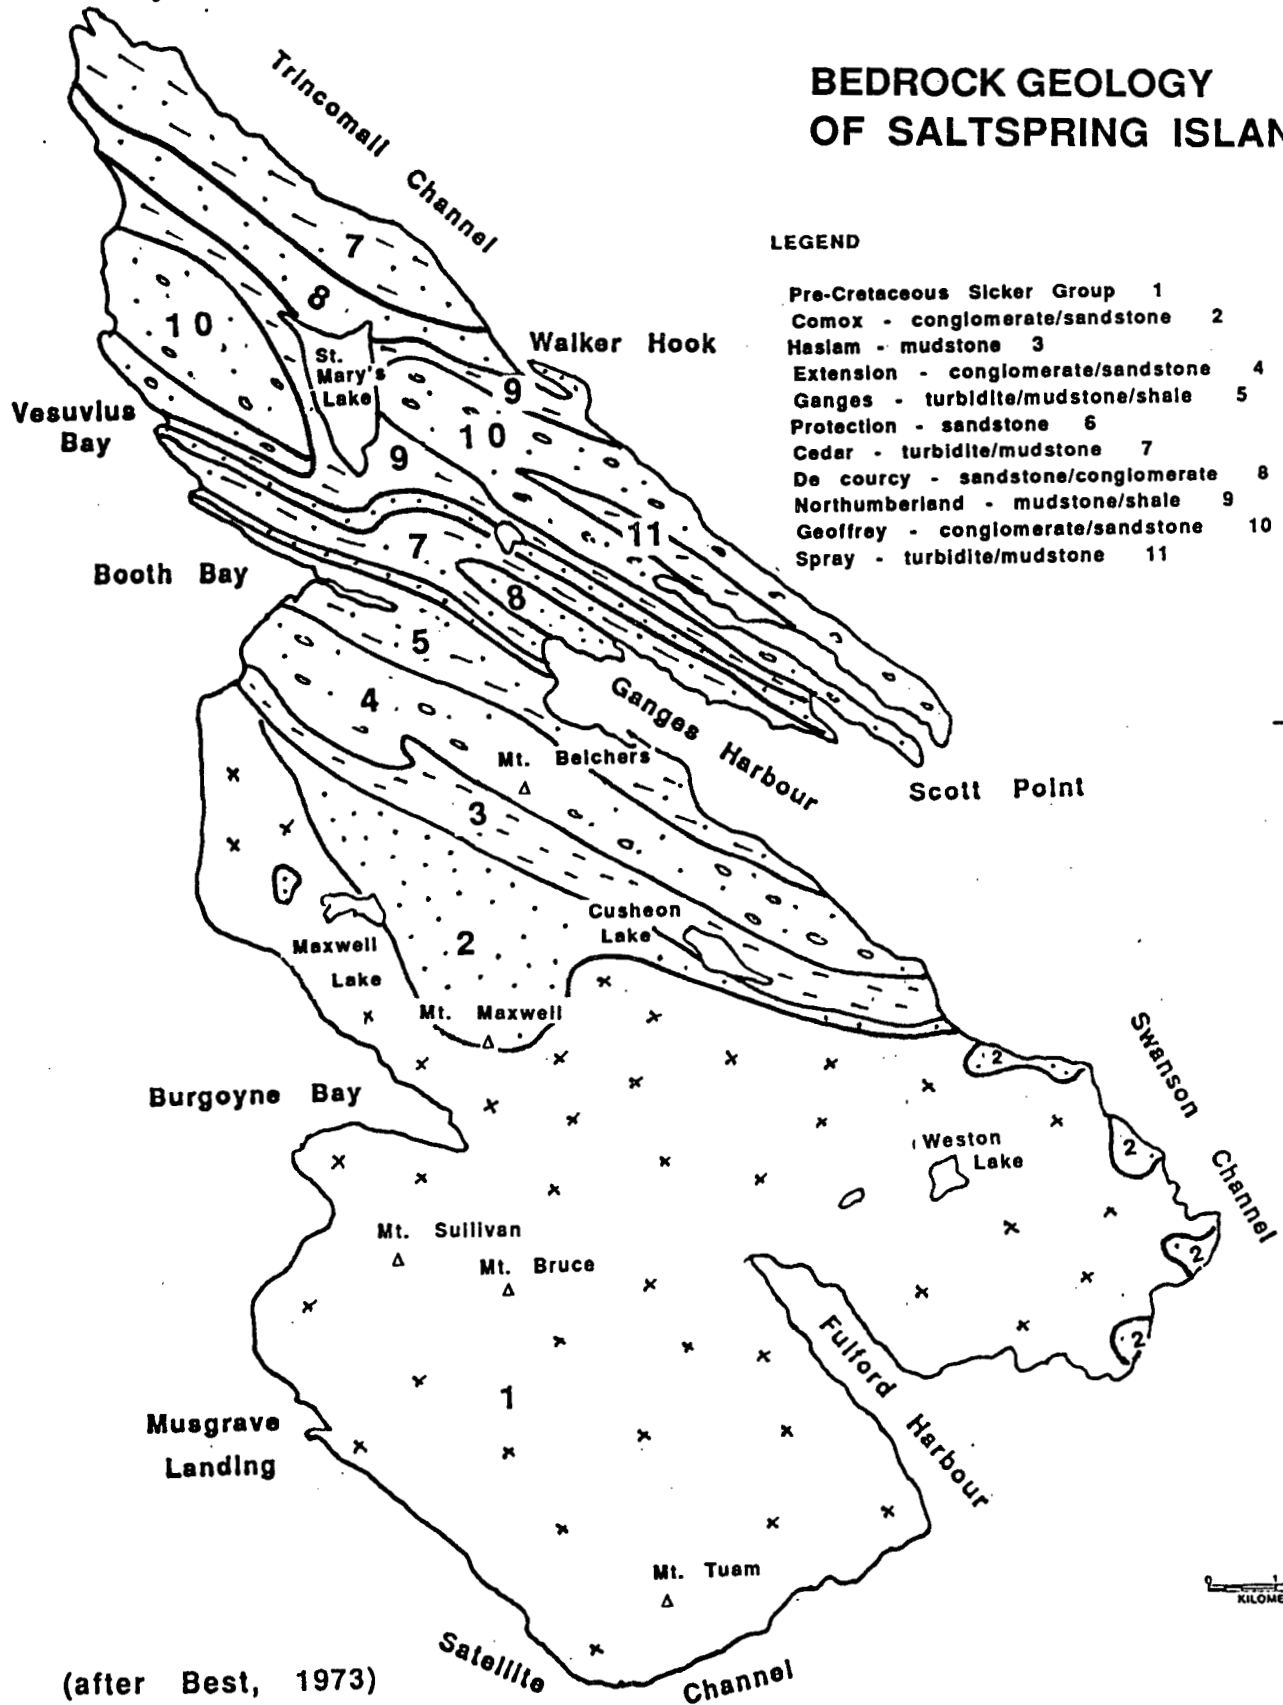 BEDROCK GEOLOGY
OF SALTSPRING ISLAN
LEGEND
Pre-Cretaceous Sicker Group 1
Comox - conglomerate/sandstone 2
Haslam - mudstone 3
Extension - conglomerate/sandstone 4
Ganges - turbidite/mudstone/shale 5
Protection - sandstone 6
Cedar - turbidite/mudstone 7
De courcy - sandstone/conglomerate 8
Northumberland - mudstone/shale 9
Geoffrey - conglomerate/sandstone 10
Spray - turbidite/mudstone 11
Trincomali Channel
7
8
10
St.
Mary's
Lake
Walker Hook
9
10
Vesuvius
Bay
9
11
7
Booth Bay
8
5
Ganges Harbour
4
Mt. Belchers
Scott Point
3
Cusheon
Lake
2
Maxwell
Lake
Mt. Maxwell
Swanson Channel
2
Burgoyne Bay
Weston
Lake
2
Mt. Sullivan
Mt. Bruce
2
Fulford Harbour
2
1
Musgrave
Landing
Mt. Tuam
0 1
KILOME
Satellite Channel
(after Best, 1973)